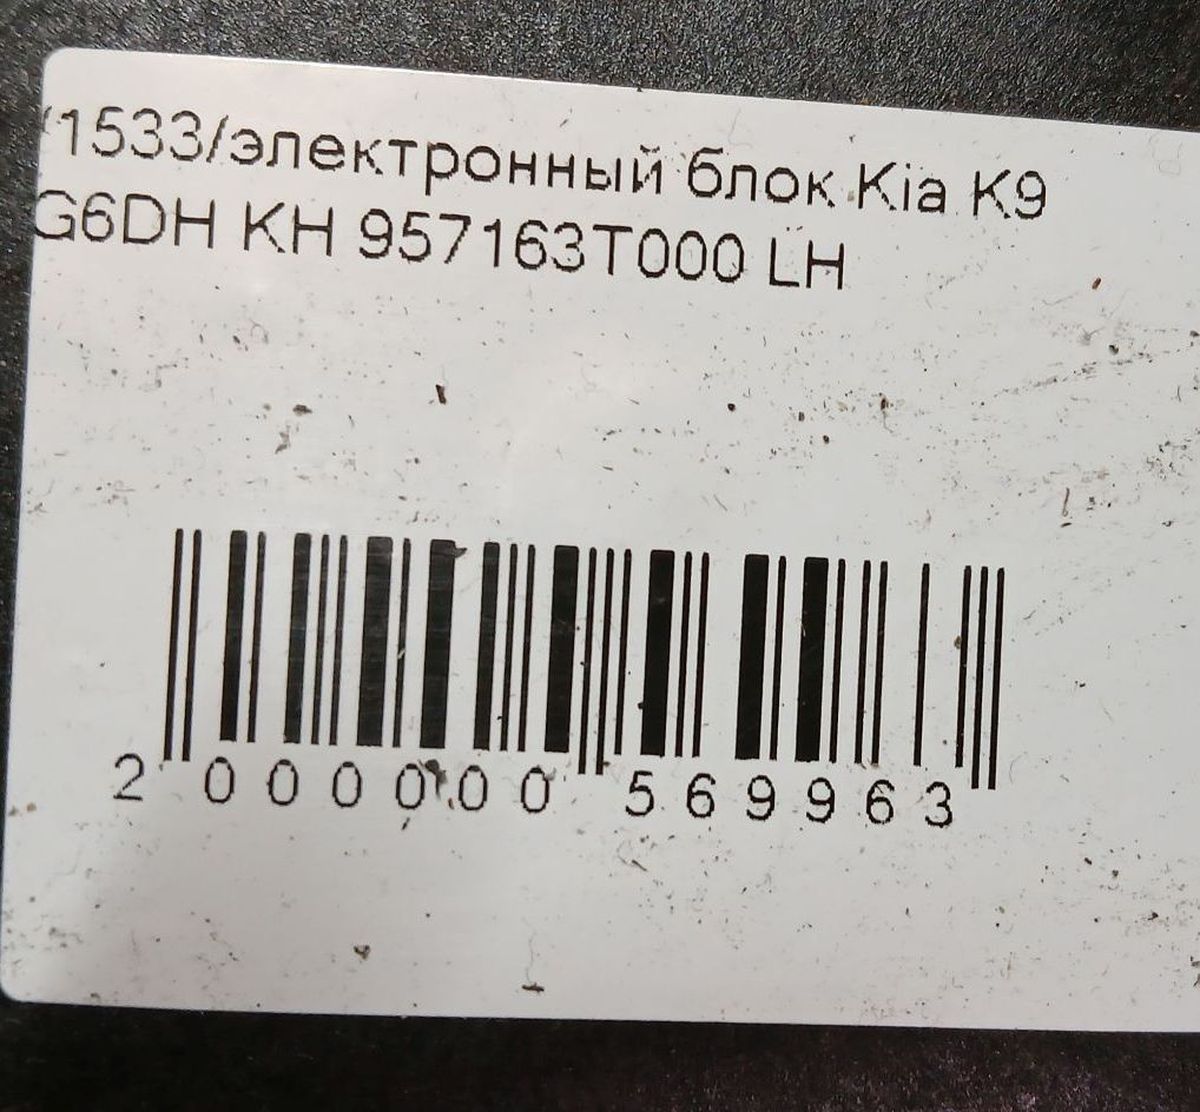 /1533/электронный блок Kia K9
G6DH KH 957163T000 LH
2 000000 569963